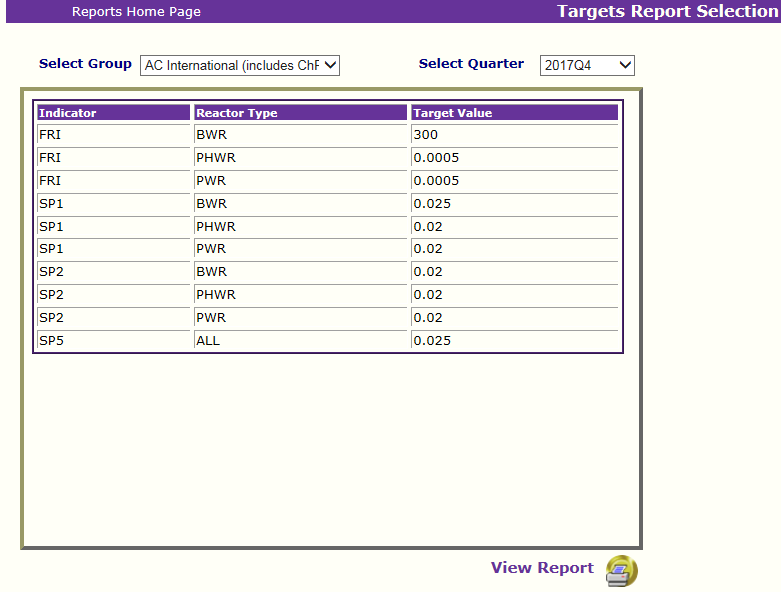 Reports Home Page Targets Report Selection
Select Group AC International (includes ChF Select Quarter 2017Q4
Indicator Reactor Type Target Value
FRI BWR 300
FRI PHWR 0.0005
FRI PWR 0.0005
SP1 BWR 0.025
SP1 PHWR 0.02
SP1 PWR 0.02
SP2 BWR 0.02
SP2 PHWR 0.02
SP2 PWR 0.02
SP5 ALL 0.025
View Report